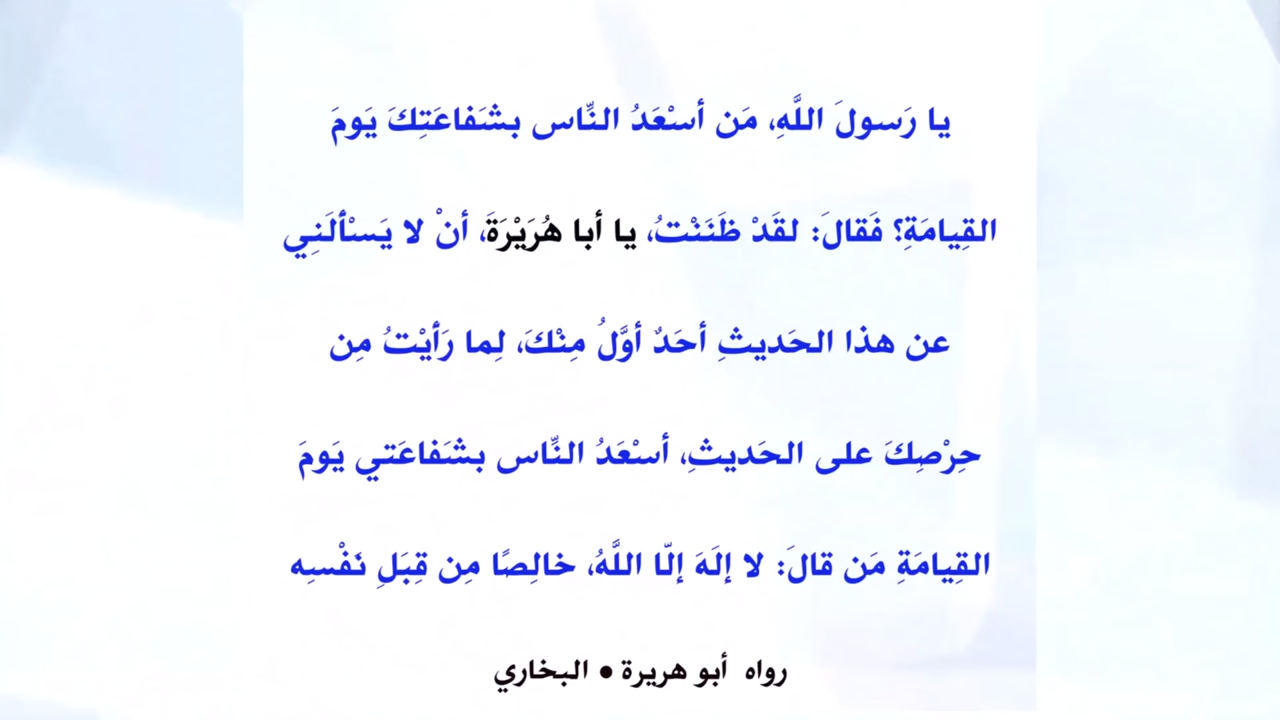 يا رَسولَ اللَّهِ، مَن أسْعَدُ النَّاس بشَفاعَتِكَ يَومَ
القِيامَةِ؟ فَقالَ: لقَدْ ظَنَنْتُ، يا أبا هُرَيْرَةَ، أنْ لا يَسْأَلَنِي
عن هذا الحَديثِ أحَدٌ أوَّلُ مِنْكَ، لِما رَأَيْتُ مِن
حِرْصِكَ على الحَديثِ، أسْعَدُ النَّاس بشَفاعَتي يَومَ
القِيامَةِ مَن قالَ: لا إلَهَ إلّا اللَّهُ، خالِصًا مِن قِبَلِ نَفْسِه
رواه أبو هريرة • البخاري